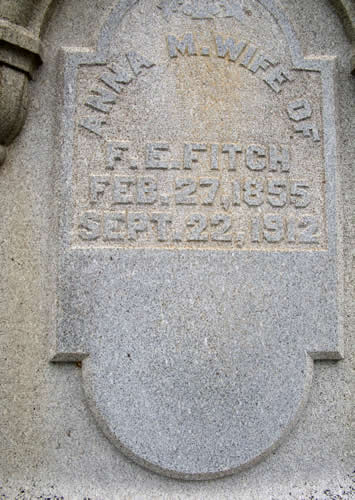 ANNA M. WIFE OF
F. E. FITCH
FEB. 27, 1855
SEPT. 22, 1912